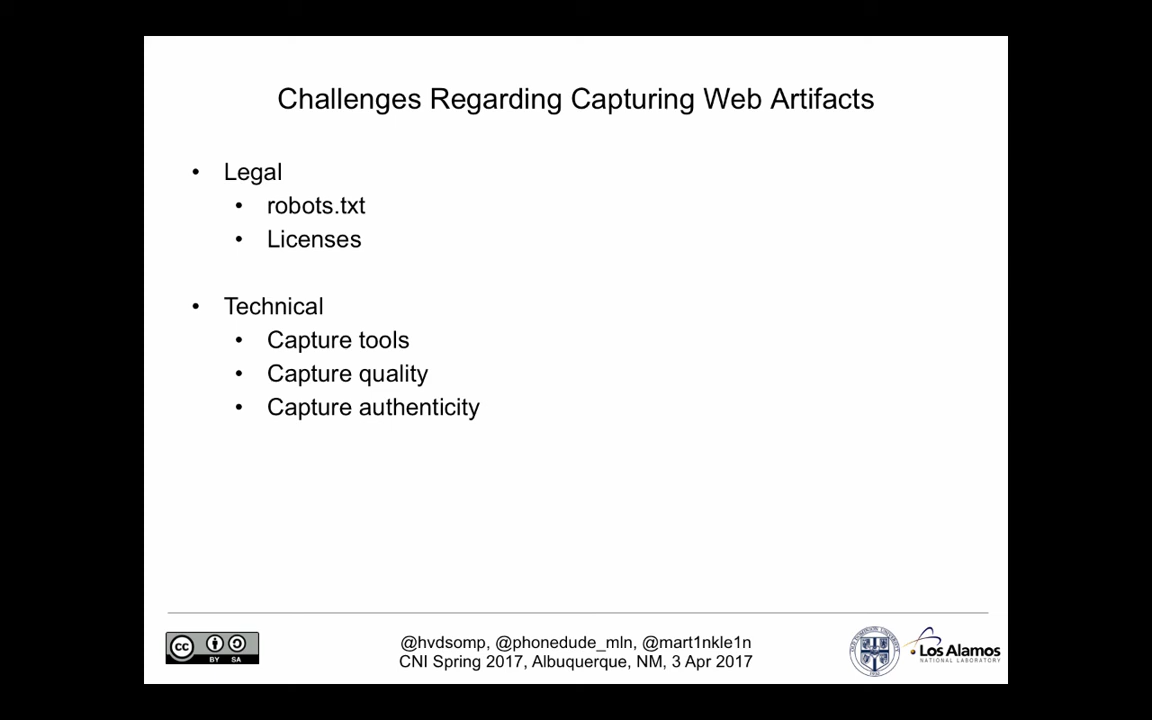 Challenges Regarding Capturing Web Artifacts
• Legal
• robots.txt
• Licenses
• Technical
• Capture tools
• Capture quality
• Capture authenticity
cc
BY SA
@hvdsomp, @phonedude_mln, @mart1nkle1n
CNI Spring 2017, Albuquerque, NM, 3 Apr 2017
Los Alamos
NATIONAL LABORATORY